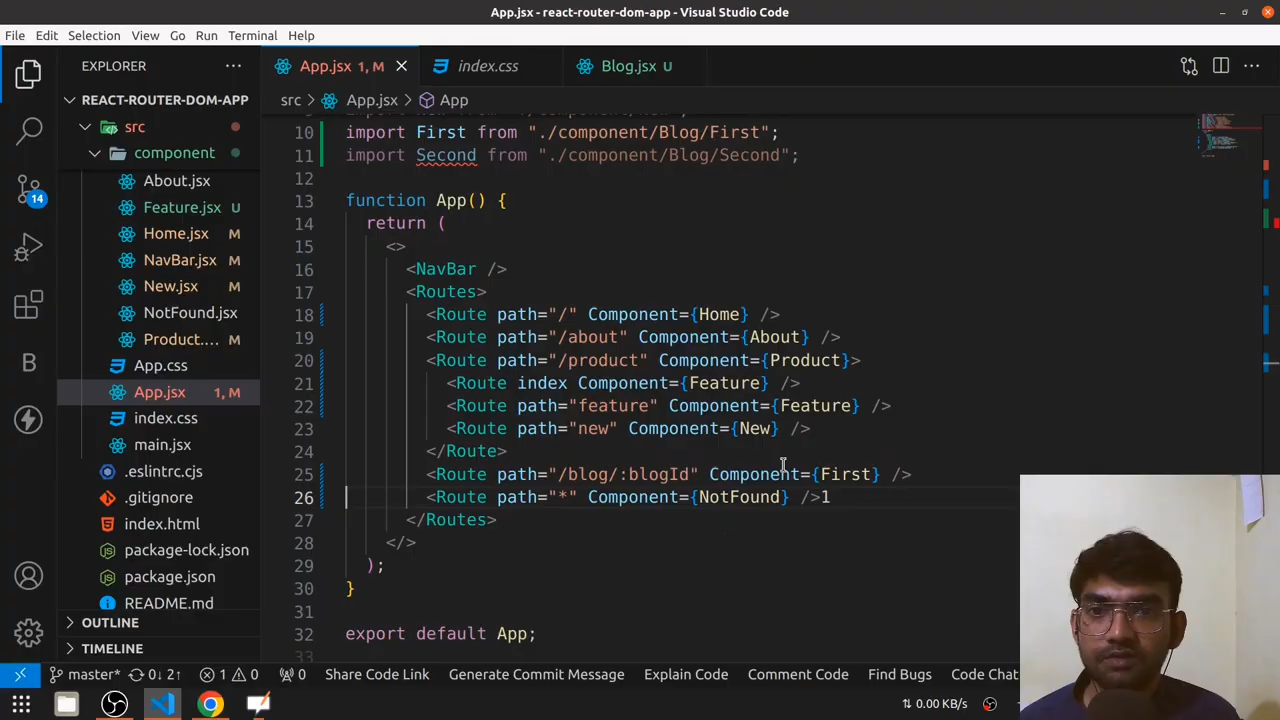 App.jsx - react-router-dom-app - Visual Studio Code
File Edit Selection View Go Run Terminal Help
EXPLORER
App.jsx 1, M
index.css
Blog.jsx U
REACT-ROUTER-DOM-APP
src
component
About.jsx
Feature.jsx U
Home.jsx M
NavBar.jsx M
New.jsx M
NotFound.jsx
Product.... M
App.css
App.jsx 1, M
index.css
main.jsx
.eslintrc.cjs
.gitignore
index.html
package-lock.json
package.json
README.md
OUTLINE
TIMELINE
14
B
src > App.jsx > App
10 import First from "./component/Blog/First";
11 import Second from "./component/Blog/Second";
12
13 function App() {
14 return (
15 <>
16 <NavBar />
17 <Routes>
18 <Route path="/" Component={Home} />
19 <Route path="/about" Component={About} />
20 <Route path="/product" Component={Product}>
21 <Route index Component={Feature} />
22 <Route path="feature" Component={Feature} />
23 <Route path="new" Component={New} />
24 </Route>
25 <Route path="/blog/:blogId" Component={First} />
26 <Route path="*" Component={NotFound} />1
27 </Routes>
28 </>
29 );
30 }
31
32 export default App;
33
master* 0↓ 2↑ 1 0 0 Share Code Link Generate Commit Message Explain Code Comment Code Find Bugs Code Chat
0.00 KB/s